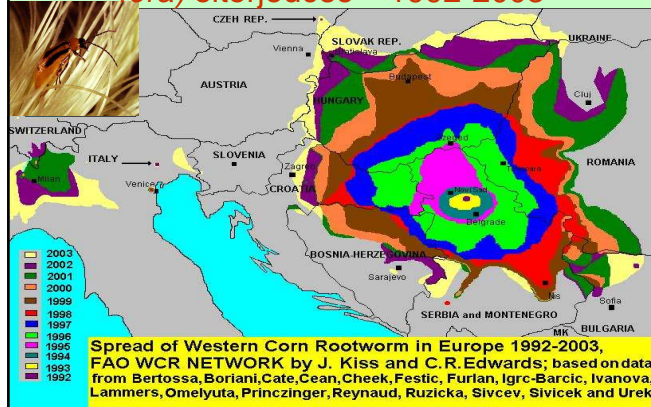 1992-2003
CZEH REP.
SLOVAK REP.
UKRAINE
Vienna
Bratislava
AUSTRIA
Budapest
Cluj
HUNGARY
SWITZERLAND
ITALY
SLOVENIA
Szeged
ROMANIA
Milan
Venice
Zagreb
CROATIA
Novi Sad
Belgrade
BOSNIA-HERZEGOVINA
Sarajevo
Nis
Sofia
SERBIA and MONTENEGRO
MK
BULGARIA
2003
2002
2001
2000
1999
1998
1997
1996
1995
1994
1993
1992
Spread of Western Corn Rootworm in Europe 1992-2003,
FAO WCR NETWORK by J. Kiss and C.R.Edwards; based on data
from Bertossa,Boriani,Cate,Cean,Cheek,Festic, Furlan, Igrc-Barcic, Ivanova,
Lammers,Omelyuta, Princzinger,Reynaud, Ruzicka, Sivcev, Sivicek and Urek